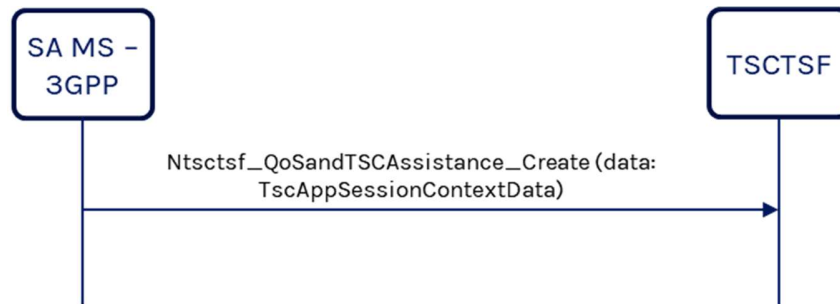 SA MS –
3GPP
TSCTSF
Ntsctsf_QoSandTSCAssistance_Create (data:
TscAppSessionContextData)